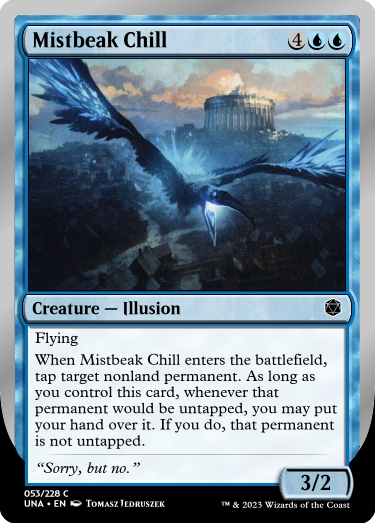 Mistbeak Chill 4
Creature — Illusion
Flying
When Mistbeak Chill enters the battlefield,
tap target nonland permanent. As long as
you control this card, whenever that
permanent would be untapped, you may put
your hand over it. If you do, that permanent
is not untapped.
“Sorry, but no.”
3/2
053/228 C
UNA • EN Tomasz Jedruszek
™ & © 2023 Wizards of the Coast